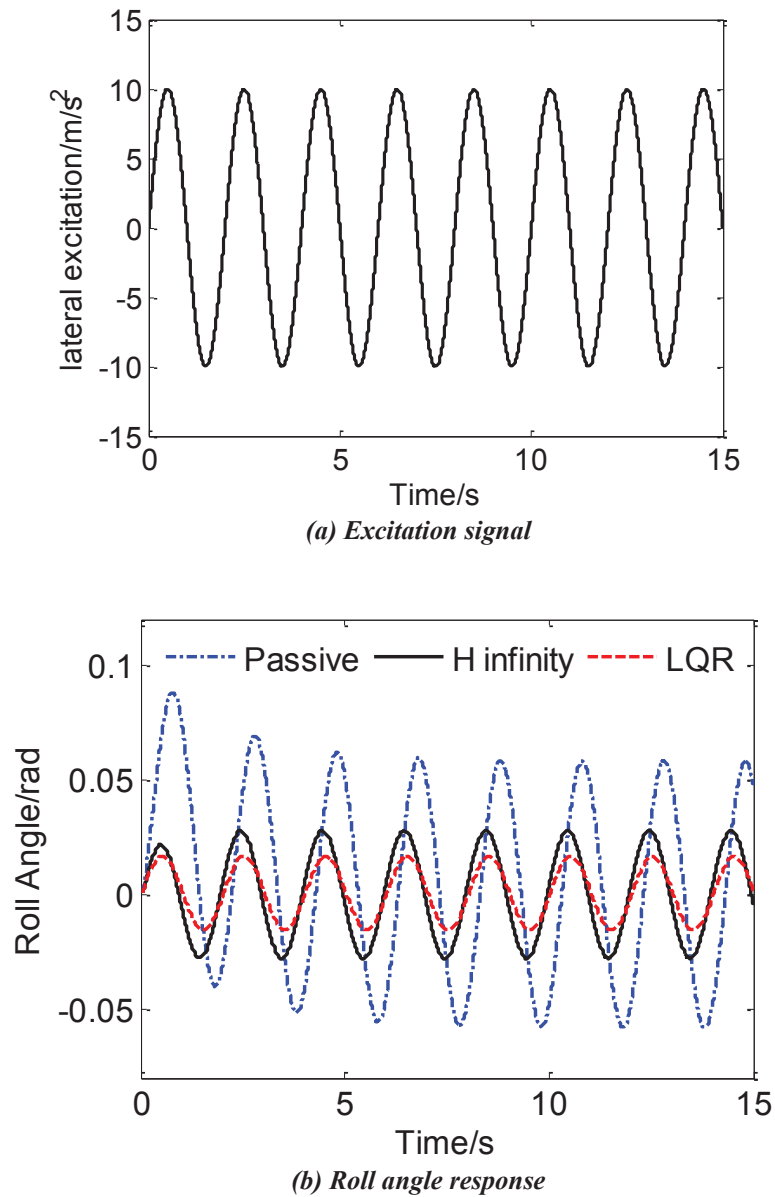 15
10
5
0
-5
-10
-15
lateral excitation/m/s²
0 5 10 15
Time/s
(a) Excitation signal
Passive H infinity LQR
0.1
0.05
0
-0.05
Roll Angle/rad
0 5 10 15
Time/s
(b) Roll angle response